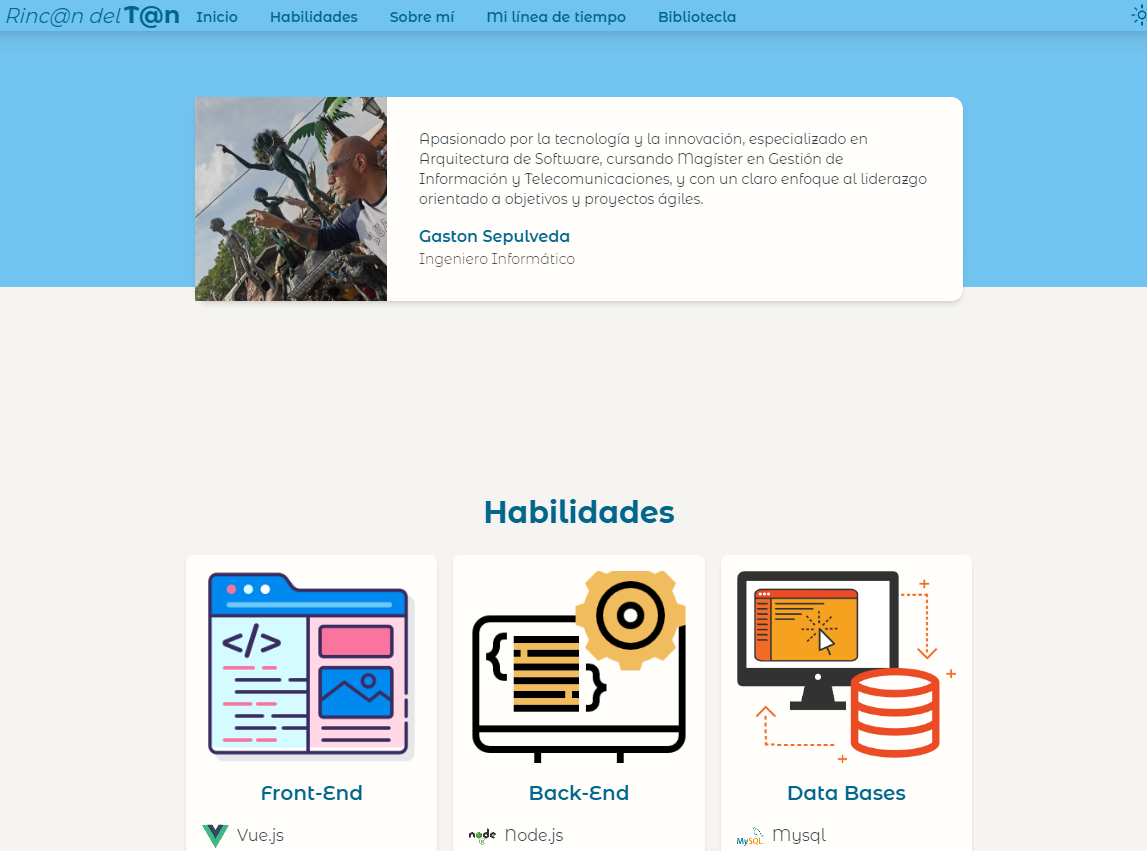 Rinc@n del T@n Inicio Habilidades Sobre mí Mi línea de tiempo Bibliotecla
Apasionado por la tecnología y la innovación, especializado en
Arquitectura de Software, cursando Magíster en Gestión de
Información y Telecomunicaciones, y con un claro enfoque al liderazgo
orientado a objetivos y proyectos ágiles.
Gaston Sepulveda
Ingeniero Informático
Habilidades
</>
{ }
Front-End
Back-End
Data Bases
Vue.js
node Node.js
MySQL Mysql